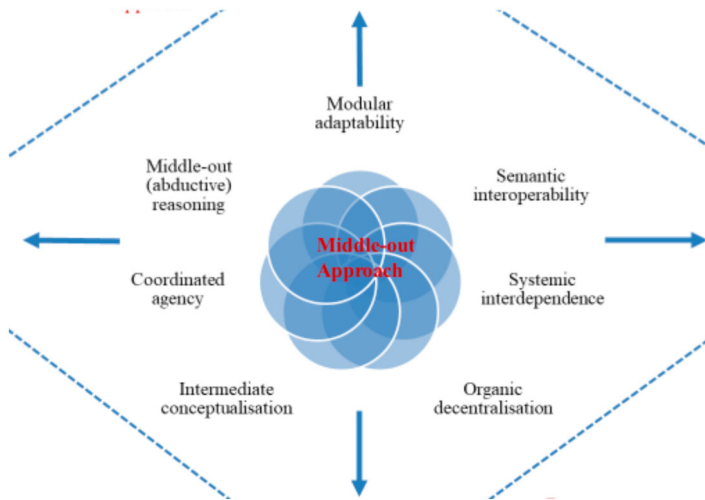 Modular
adaptability
Middle-out
(abductive)
reasoning
Semantic
interoperability
Middle-out
Approach
Coordinated
agency
Systemic
interdependence
Intermediate
conceptualisation
Organic
decentralisation